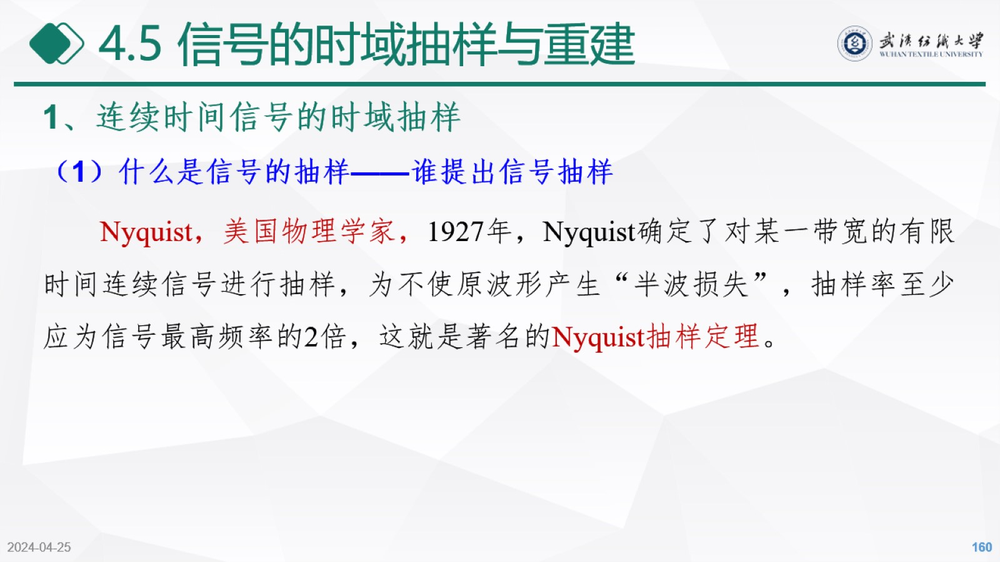 4.5 信号的时域抽样与重建
武汉纺织大学
WUHAN TEXTILE UNIVERSITY
1、连续时间信号的时域抽样
（1）什么是信号的抽样——谁提出信号抽样
Nyquist，美国物理学家，1927年，Nyquist确定了对某一带宽的有限
时间连续信号进行抽样，为不使原波形产生“半波损失”，抽样率至少
应为信号最高频率的2倍，这就是著名的Nyquist抽样定理。
2024-04-25
160